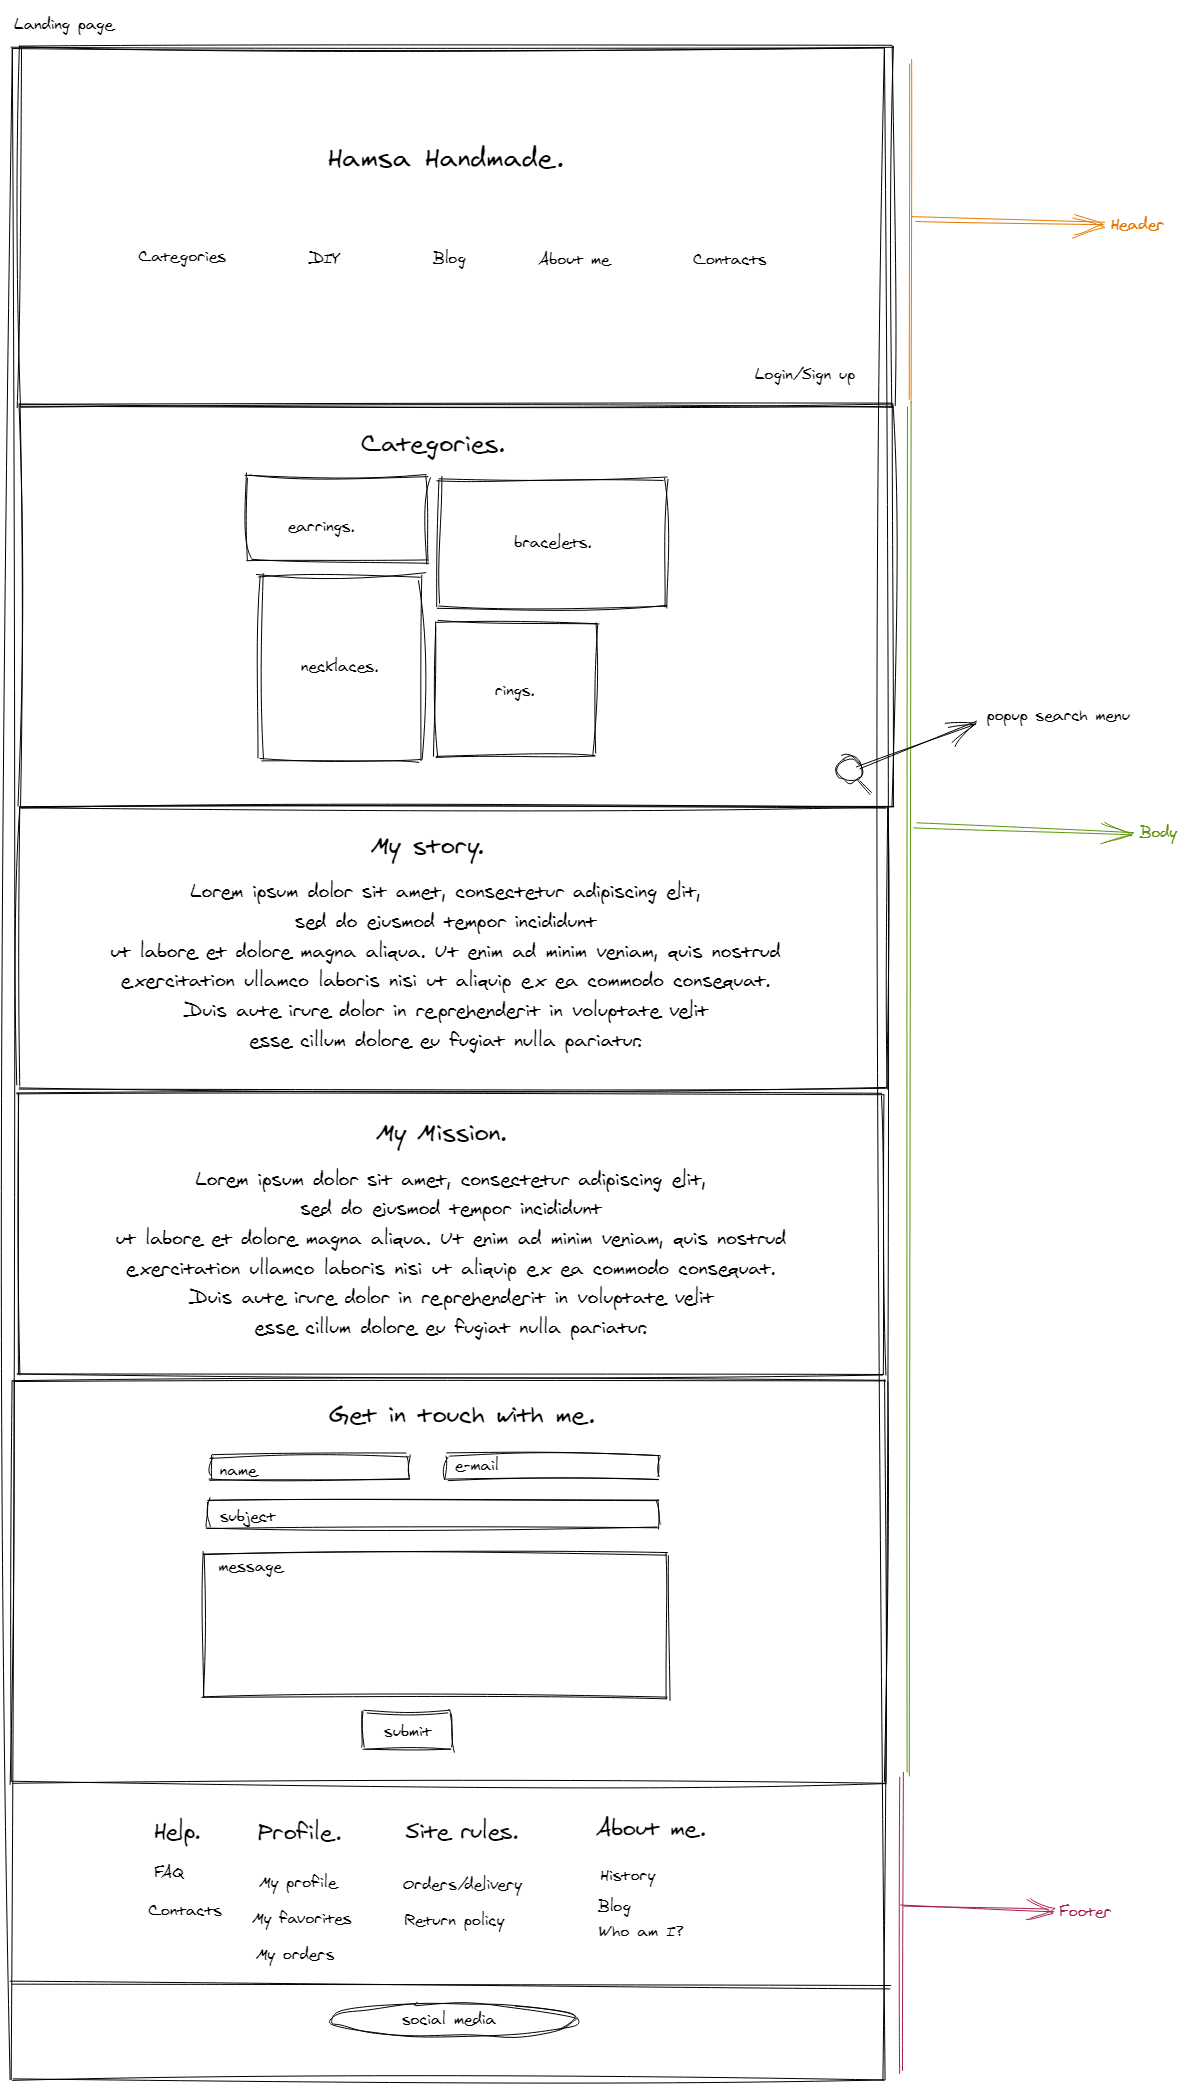 Landing page
Hamsa Handmade.
Header
Categories DIY Blog About me Contacts
Login/Sign up
Categories.
earrings.
bracelets.
necklaces.
rings.
popup search menu
Body
My story.
Lorem ipsum dolor sit amet, consectetur adipiscing elit,
sed do eiusmod tempor incididunt
ut labore et dolore magna aliqua. Ut enim ad minim veniam, quis nostrud
exercitation ullamco laboris nisi ut aliquip ex ea commodo consequat.
Duis aute irure dolor in reprehenderit in voluptate velit
esse cillum dolore eu fugiat nulla pariatur.
My Mission.
Lorem ipsum dolor sit amet, consectetur adipiscing elit,
sed do eiusmod tempor incididunt
ut labore et dolore magna aliqua. Ut enim ad minim veniam, quis nostrud
exercitation ullamco laboris nisi ut aliquip ex ea commodo consequat.
Duis aute irure dolor in reprehenderit in voluptate velit
esse cillum dolore eu fugiat nulla pariatur.
Get in touch with me.
name
e-mail
subject
message
submit
Help.
FAQ
Contacts
Profile.
My profile
My favorites
My orders
Site rules.
Orders/delivery
Return policy
About me.
History
Blog
Who am I?
Footer
social media